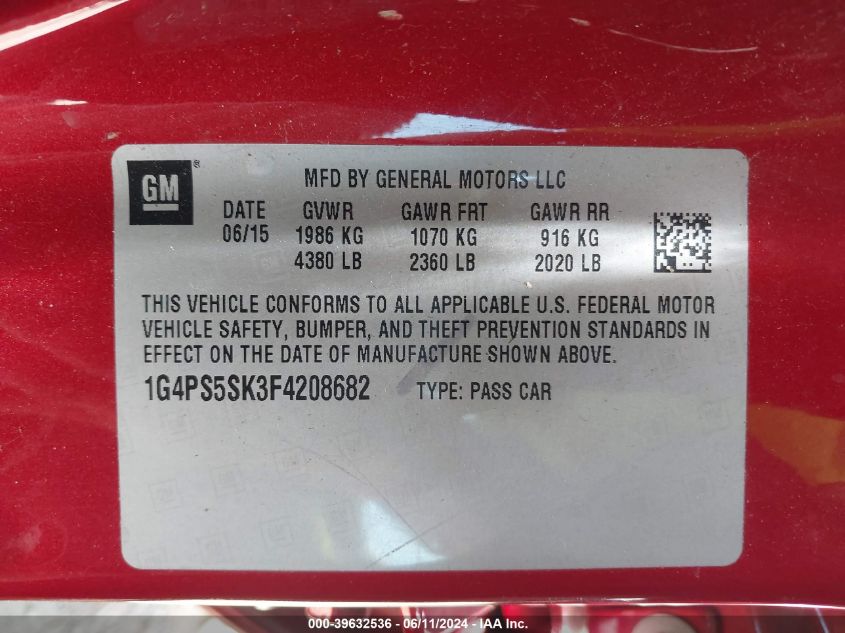 GM ®
MFD BY GENERAL MOTORS LLC
DATE GVWR GAWR FRT GAWR RR
06/15 1986 KG 1070 KG 916 KG
4380 LB 2360 LB 2020 LB
THIS VEHICLE CONFORMS TO ALL APPLICABLE U.S. FEDERAL MOTOR
VEHICLE SAFETY, BUMPER, AND THEFT PREVENTION STANDARDS IN
EFFECT ON THE DATE OF MANUFACTURE SHOWN ABOVE.
1G4PS5SK3F4208682 TYPE: PASS CAR
000-39632536 - 06/11/2024 - IAA Inc.